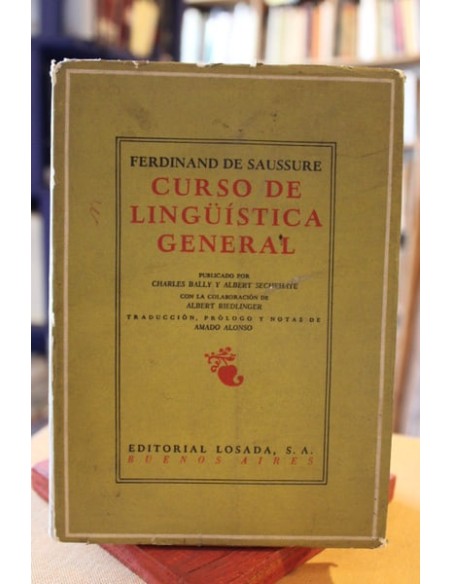 FERDINAND DE SAUSSURE
CURSO DE
LINGÜÍSTICA
GENERAL
PUBLICADO POR
CHARLES BALLY Y ALBERT SECHEHAYE
CON LA COLABORACIÓN DE
ALBERT RIEDLINGER
TRADUCCIÓN, PRÓLOGO Y NOTAS DE
AMADO ALONSO
EDITORIAL LOSADA, S. A.
BUENOS AIRES